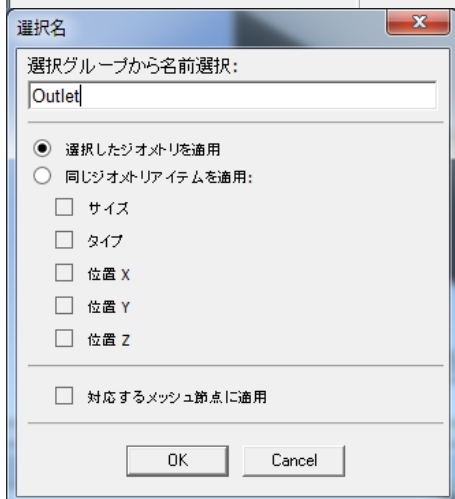 選択名
選択グループから名前選択:
Outlet
選択したジオメトリを適用
同じジオメトリアイテムを適用:
サイズ
タイプ
位置 X
位置 Y
位置 Z
対応するメッシュ節点に適用
OK
Cancel